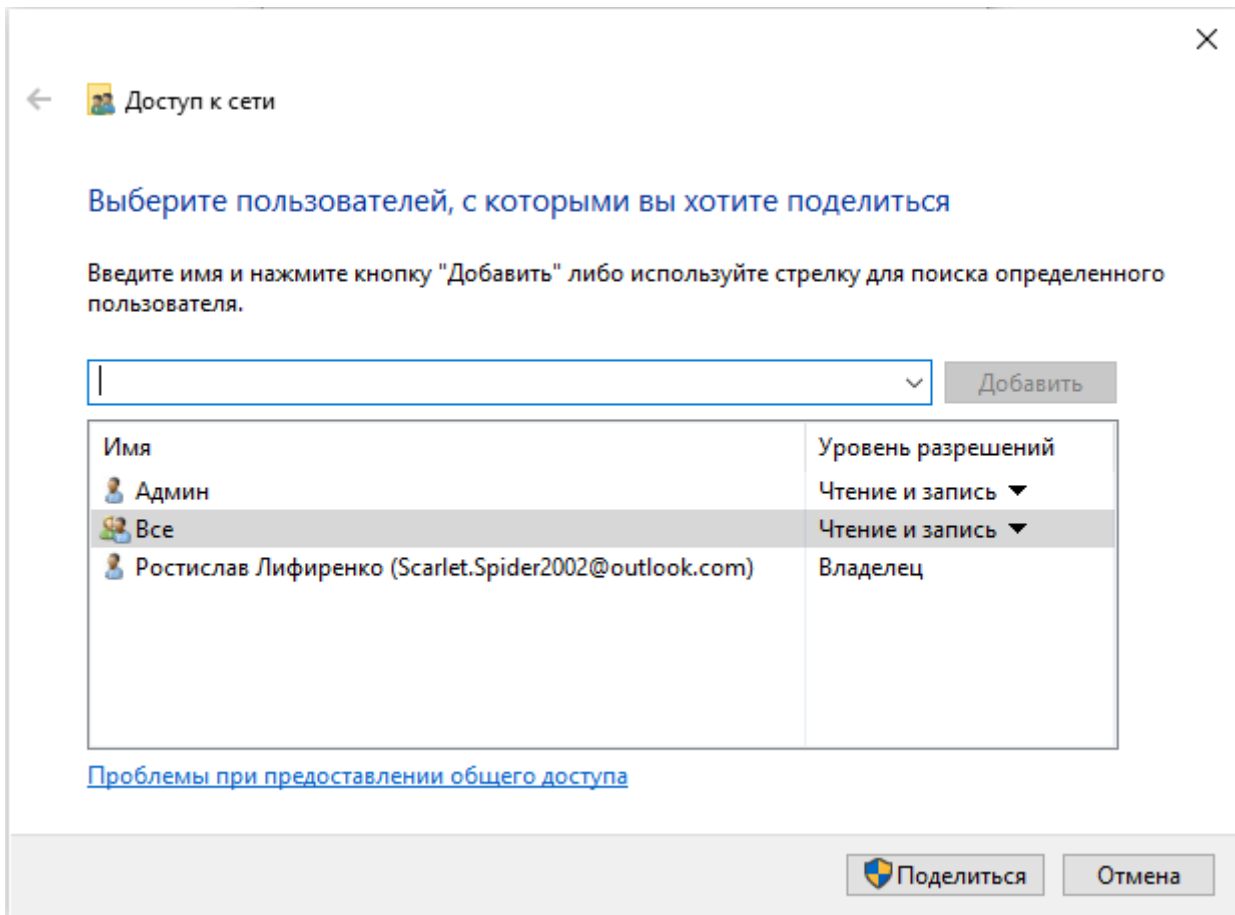 Доступ к сети
Выберите пользователей, с которыми вы хотите поделиться
Введите имя и нажмите кнопку "Добавить" либо используйте стрелку для поиска определенного
пользователя.
Добавить
Имя Уровень разрешений
Админ Чтение и запись
Все Чтение и запись
Ростислав Лифиренко (Scarlet.Spider2002@outlook.com) Владелец
Проблемы при предоставлении общего доступа
Поделиться Отмена